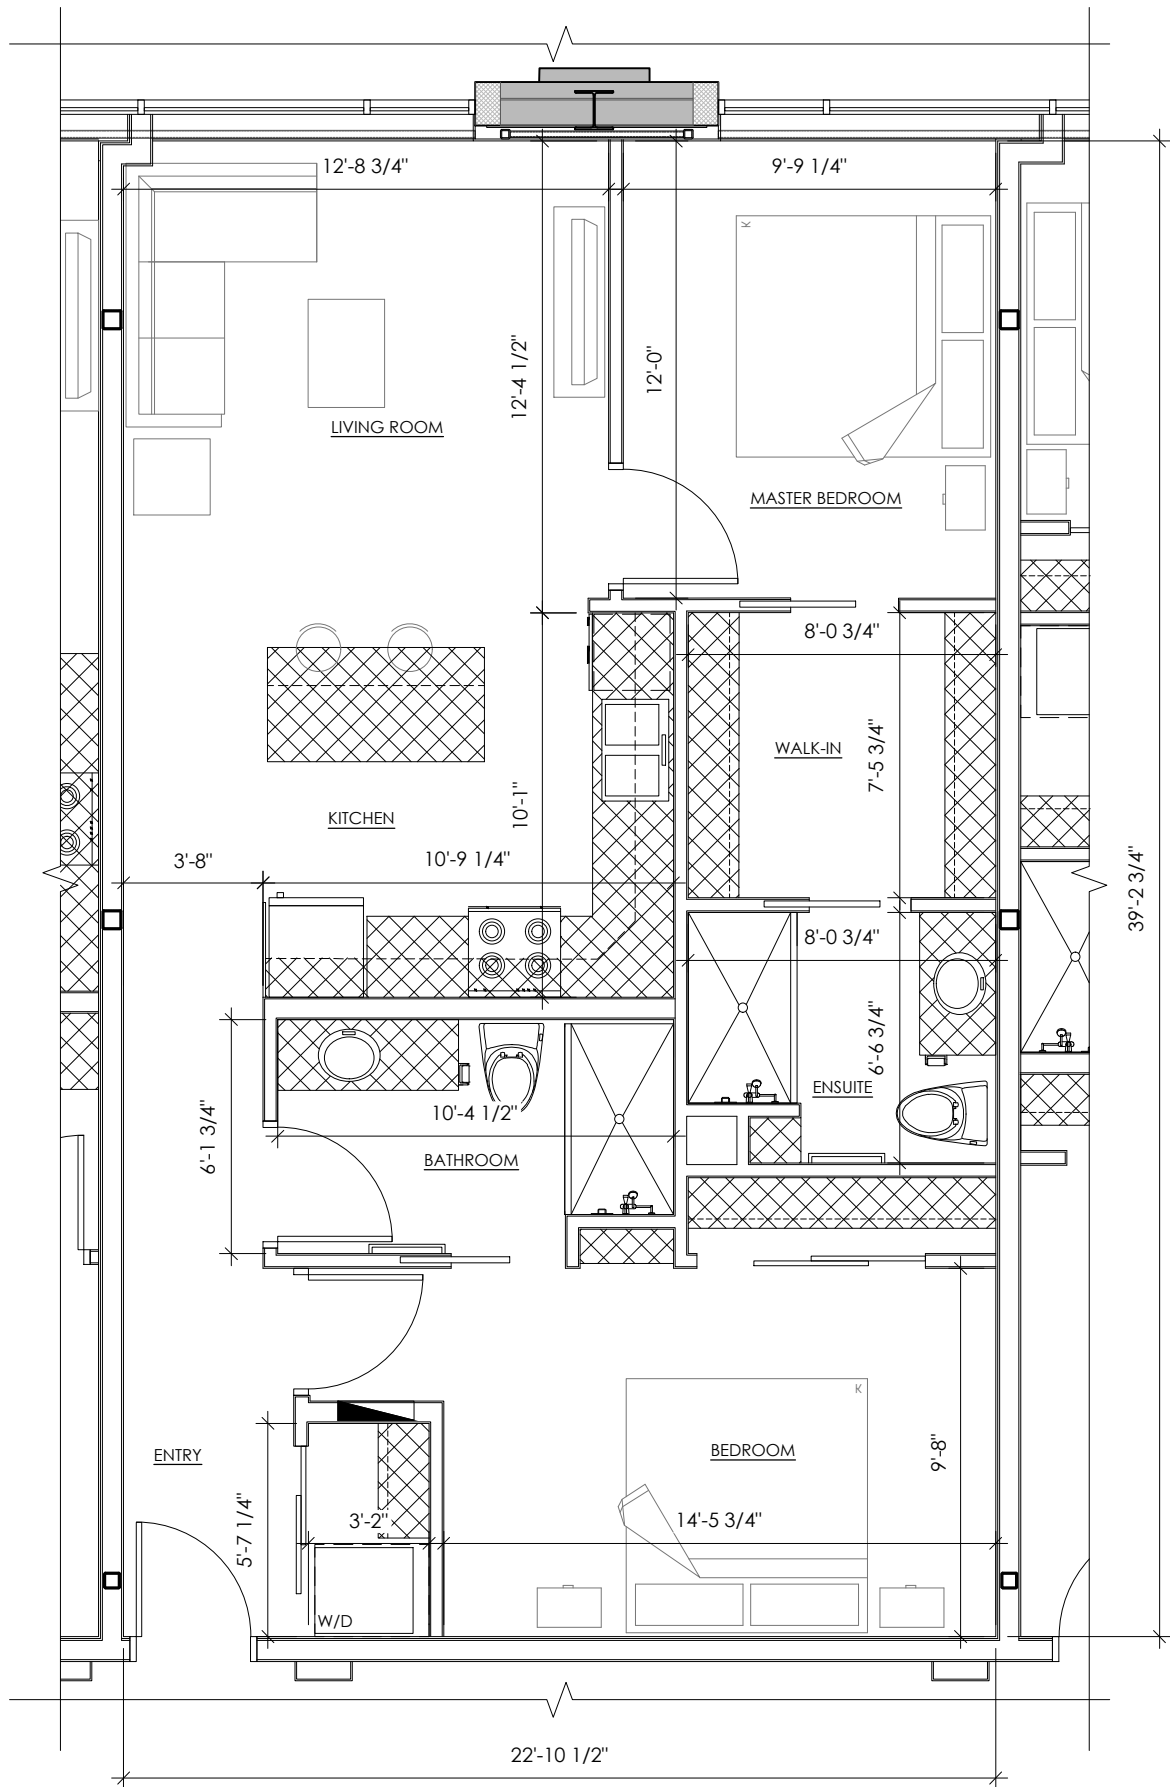 12'-8 3/4"
9'-9 1/4"
K
12'-4 1/2"
12'-0"
LIVING ROOM
MASTER BEDROOM
8'-0 3/4"
WALK-IN
7'-5 3/4"
10'-1"
KITCHEN
3'-8"
10'-9 1/4"
39'-2 3/4"
8'-0 3/4"
6'-6 3/4"
ENSUITE
10'-4 1/2"
6'-1 3/4"
BATHROOM
K
ENTRY
BEDROOM
9'-8"
5'-7 1/4"
3'-2"
14'-5 3/4"
W/D
22'-10 1/2"